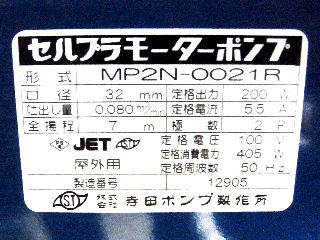 セルプラモーターポンプ
形式 MP2N-0021R
口径 32 mm 定格出力 200 W
吐出し量 0.080 m³/min 定格電流 5.5 A
全揚程 7 m 極数 2 P
JET 定格電圧 100 V
屋外用 定格消費電力 405 W
定格周波数 50 Hz
製造番号 12905
ST 株式会社 寺田ポンプ製作所